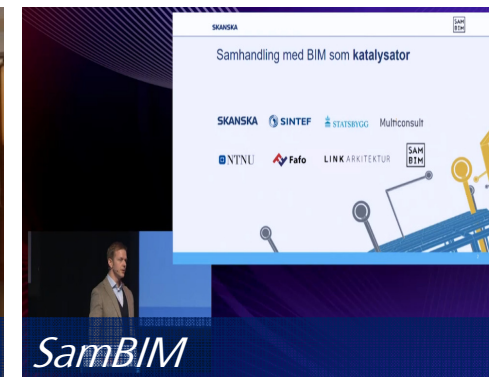 SKANSKA
SAM
BIM
Samhandling med BIM som katalysator
SKANSKA SINTEF STATSBYGG Multiconsult
NTNU Fafo LINK ARKITEKTUR SAM
BIM
SamBIM